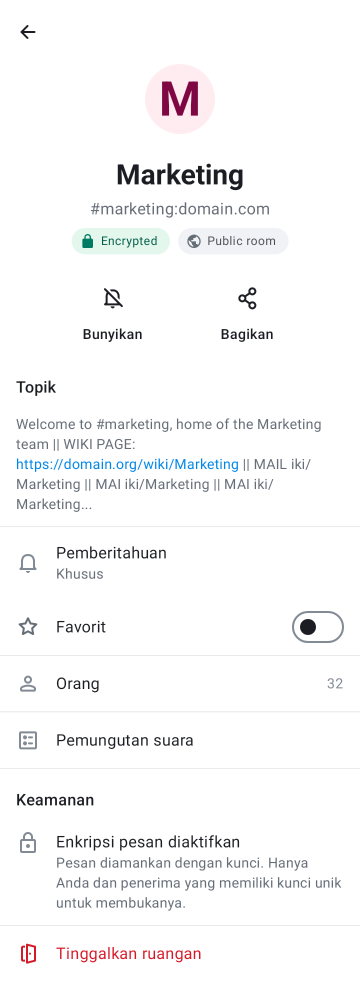 M
Marketing
#marketing:domain.com
Encrypted
Public room
Bunyikan
Bagikan
Topik
Welcome to #marketing, home of the Marketing
team || WIKI PAGE:
https://domain.org/wiki/Marketing || MAIL iki/
Marketing || MAI iki/Marketing || MAI iki/
Marketing...
Pemberitahuan
Khusus
Favorit
Orang
32
Pemungutan suara
Keamanan
Enkripsi pesan diaktifkan
Pesan diamankan dengan kunci. Hanya
Anda dan penerima yang memiliki kunci unik
untuk membukanya.
Tinggalkan ruangan